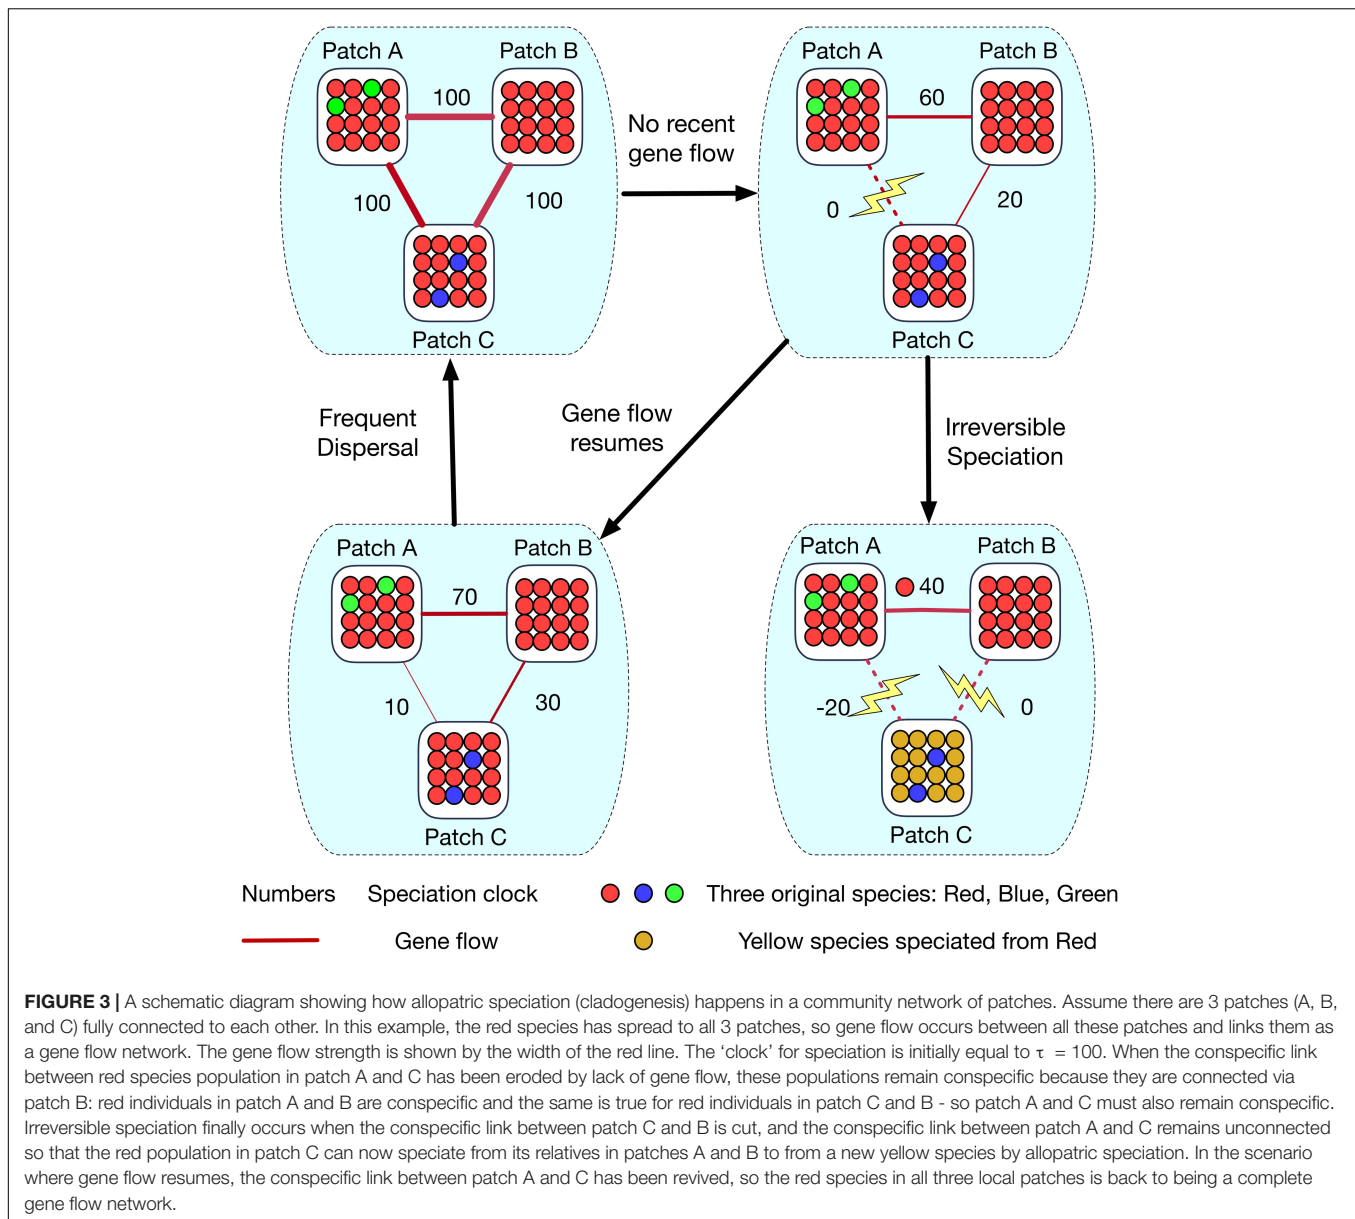 Patch A
Patch B
100
100
100
Patch C
No recent
gene flow
Patch A
Patch B
60
0
20
Patch C
Frequent
Dispersal
Gene flow
resumes
Irreversible
Speciation
Patch A
Patch B
70
10
30
Patch C
Patch A
Patch B
40
-20
0
Patch C
Numbers Speciation clock Three original species: Red, Blue, Green
Gene flow Yellow species speciated from Red
FIGURE 3 | A schematic diagram showing how allopatric speciation (cladogenesis) happens in a community network of patches. Assume there are 3 patches (A, B,
and C) fully connected to each other. In this example, the red species has spread to all 3 patches, so gene flow occurs between all these patches and links them as
a gene flow network. The gene flow strength is shown by the width of the red line. The ‘clock’ for speciation is initially equal to τ = 100. When the conspecific link
between red species population in patch A and C has been eroded by lack of gene flow, these populations remain conspecific because they are connected via
patch B: red individuals in patch A and B are conspecific and the same is true for red individuals in patch C and B - so patch A and C must also remain conspecific.
Irreversible speciation finally occurs when the conspecific link between patch C and B is cut, and the conspecific link between patch A and C remains unconnected
so that the red population in patch C can now speciate from its relatives in patches A and B to from a new yellow species by allopatric speciation. In the scenario
where gene flow resumes, the conspecific link between patch A and C has been revived, so the red species in all three local patches is back to being a complete
gene flow network.